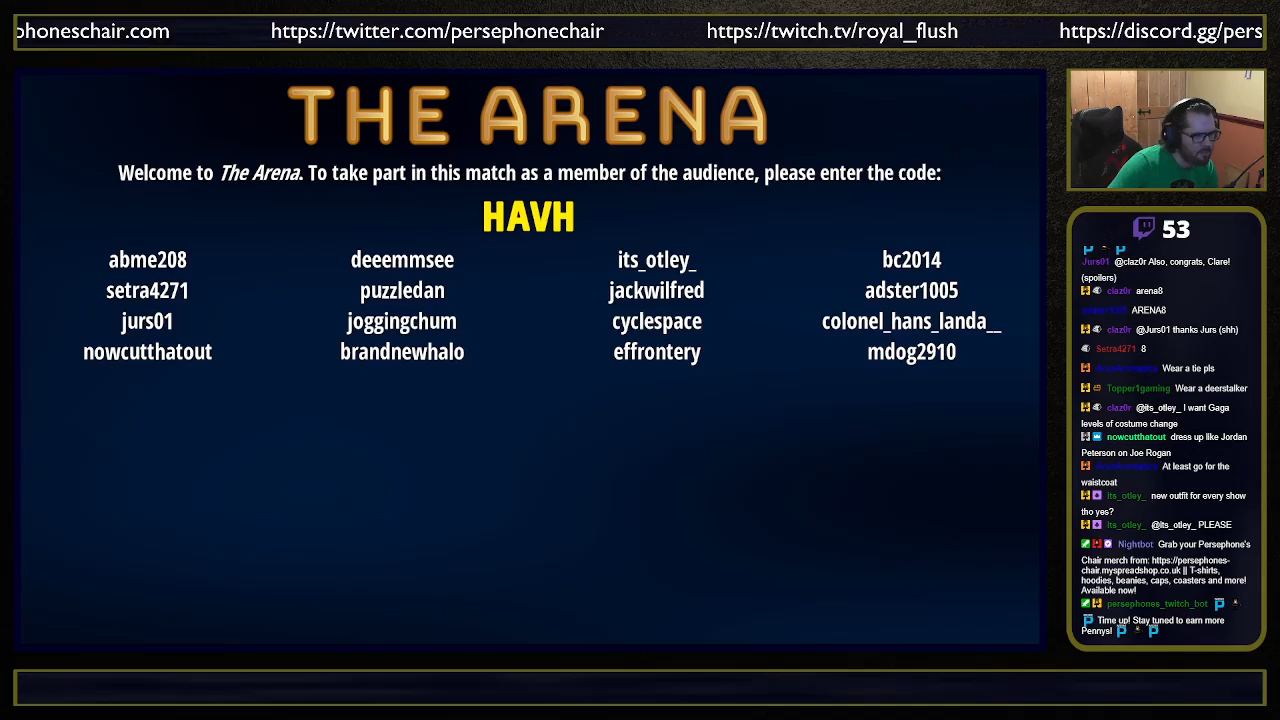 phoneschair.com https://twitter.com/persephonechair https://twitch.tv/royal_flush https://discord.gg/pers
THE ARENA
Welcome to The Arena. To take part in this match as a member of the audience, please enter the code:
HAVH
abme208 deeemmsee its_otley_ bc2014
setra4271 puzzledan jackwilfred adster1005
jurs01 joggingchum cyclespace colonel_hans_landa__
nowcutthatout brandnewhalo effrontery mdog2910
53
Jurs01 @claz0r Also, congrats, Clare!
(spoilers)
claz0r arena8
adster1005 ARENA8
claz0r @Jurs01 thanks Jurs (shh)
Setra4271 8
Wear a tie pls
Topper1gaming Wear a deerstalker
claz0r @its_otley_ I want Gaga
levels of costume change
nowcutthatout dress up like Jordan
Peterson on Joe Rogan
At least go for the
waistcoat
its_otley_ new outfit for every show
tho yes?
its_otley_ @its_otley_ PLEASE
Nightbot Grab your Persephone's
Chair merch from: https://persephones-
chair.myspreadshop.co.uk || T-shirts,
hoodies, beanies, caps, coasters and more!
Available now!
persephones_twitch_bot
Time up! Stay tuned to earn more
Pennys!